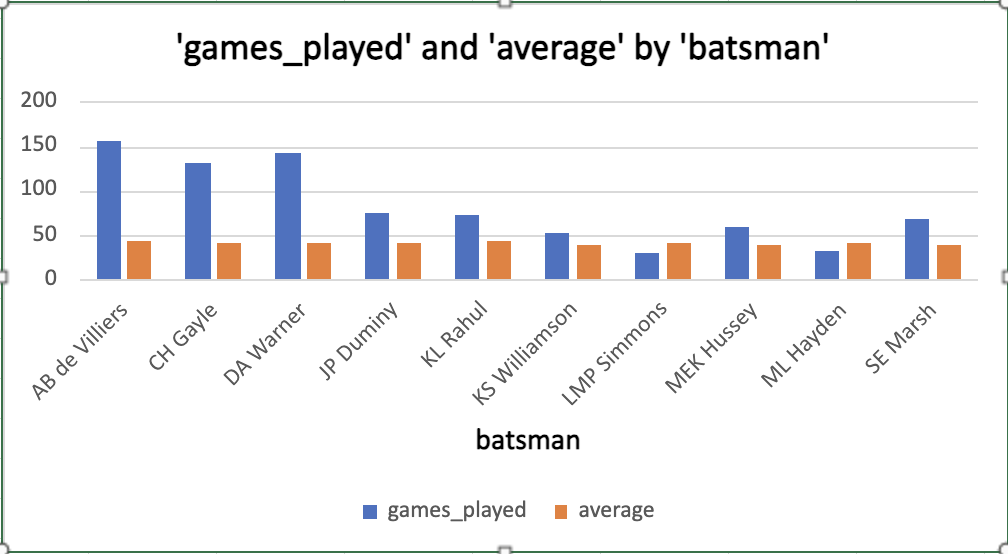 'games_played' and 'average' by 'batsman'
200
150
100
50
0
AB de Villiers
CH Gayle
DA Warner
JP Duminy
KL Rahul
KS Williamson
LMP Simmons
MEK Hussey
ML Hayden
SE Marsh
batsman
games_played average